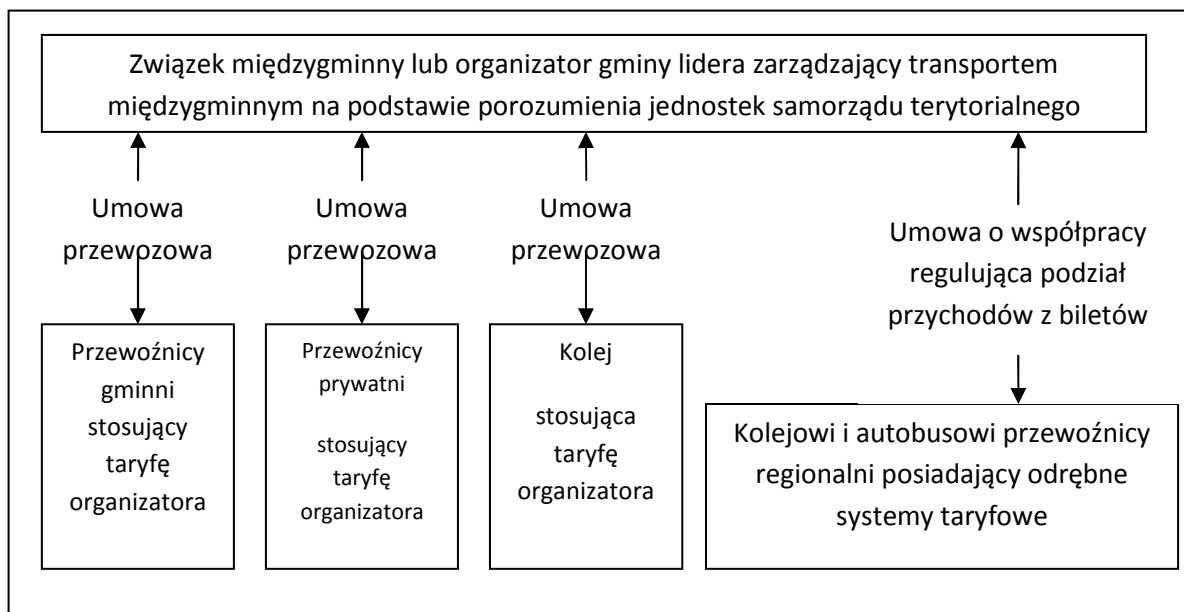 Związek międzygminny lub organizator gminy lidera zarządzający transportem
międzygminnym na podstawie porozumienia jednostek samorządu terytorialnego
Umowa
przewozowa
Umowa
przewozowa
Umowa
przewozowa
Umowa o współpracy
regulująca podział
przychodów z biletów
Przewoźnicy
gminni
stosujący
taryfę
organizatora
Przewoźnicy
prywatni
stosujący
taryfę
organizatora
Kolej
stosująca
taryfę
organizatora
Kolejowi i autobusowi przewoźnicy
regionalni posiadający odrębne
systemy taryfowe